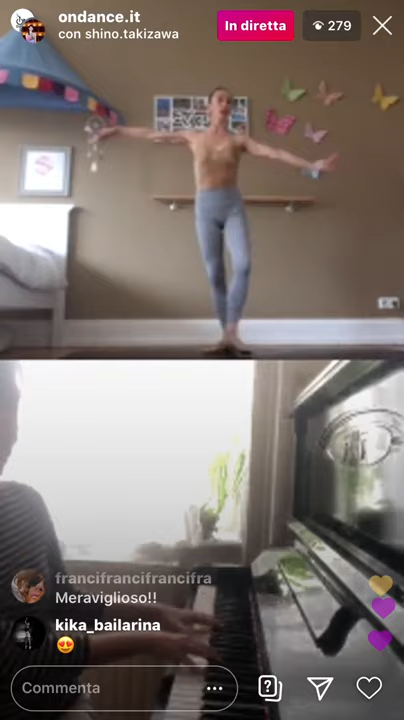 ondance.it
con shino.takizawa
In diretta
279
francifrancifrancifra
Meraviglioso!!
kika_bailarina
😍
Commenta